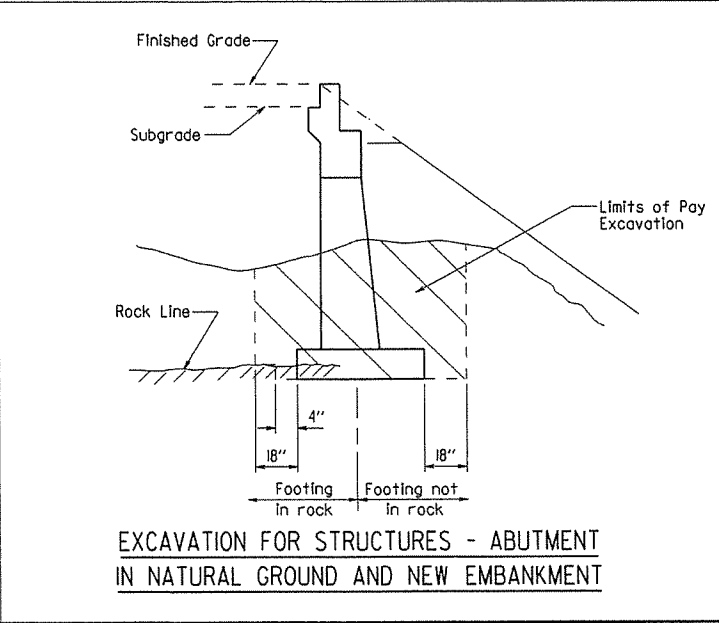 Finished Grade
Subgrade
Limits of Pay
Excavation
Rock Line
4"
18"
18"
Footing
in rock
Footing not
in rock
EXCAVATION FOR STRUCTURES - ABUTMENT
IN NATURAL GROUND AND NEW EMBANKMENT